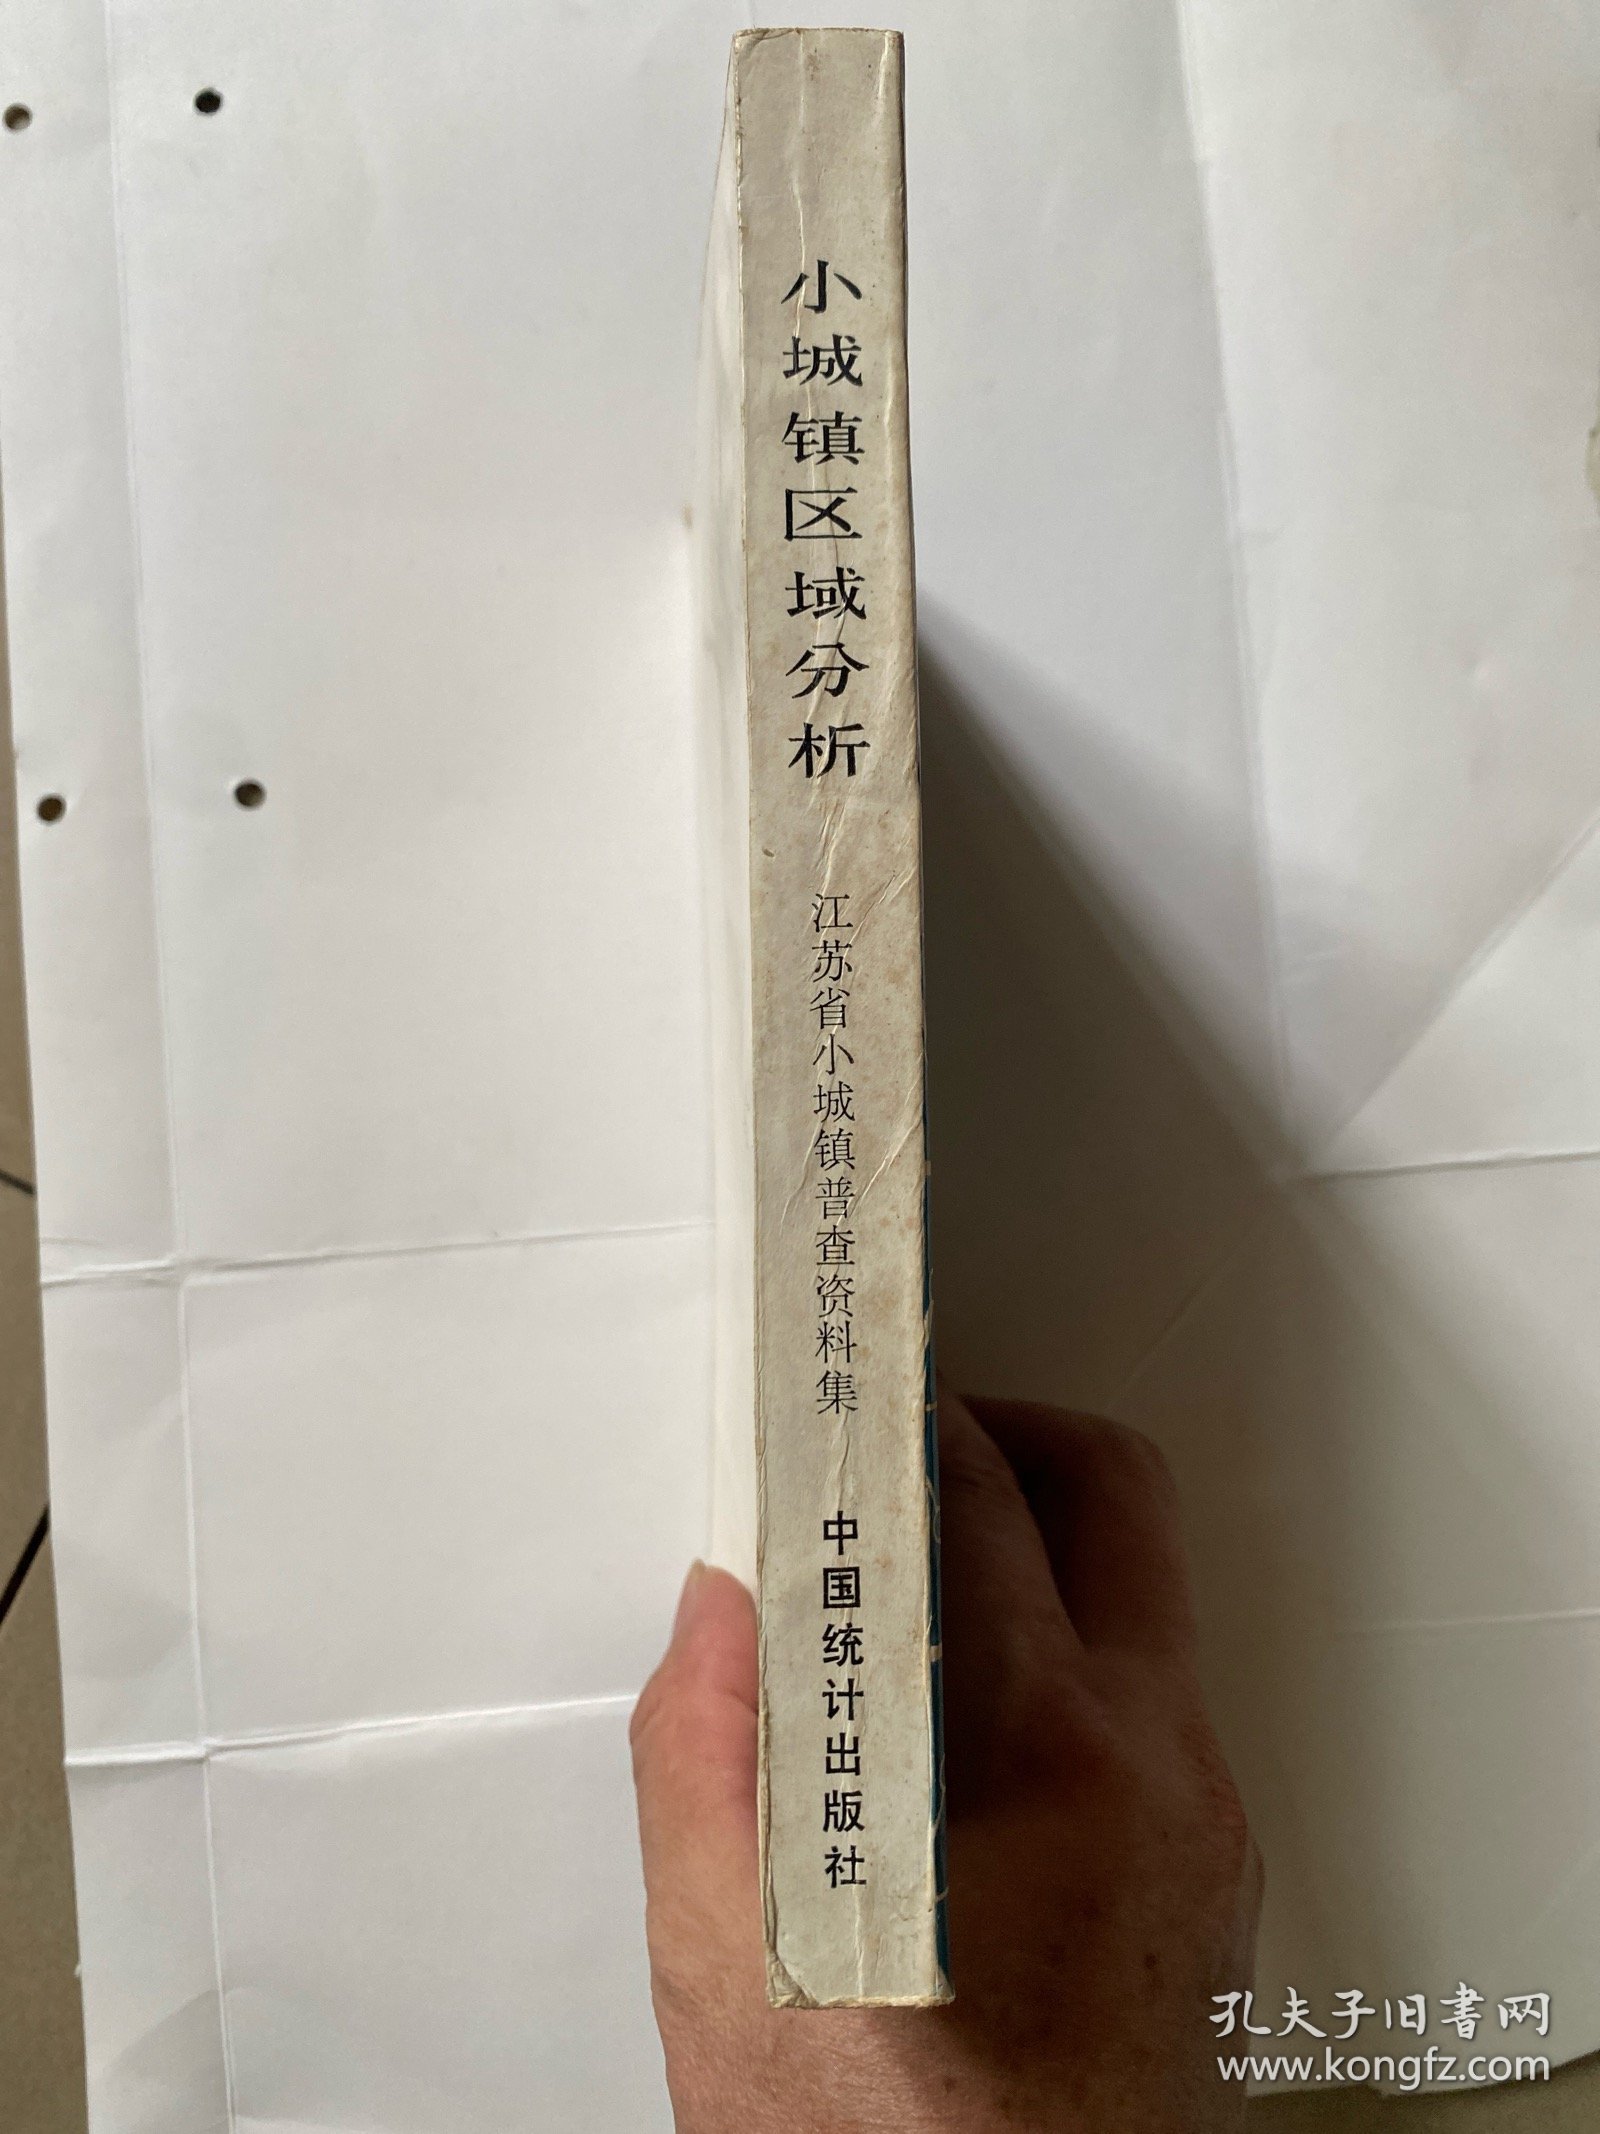 小城镇区域分析
江苏省小城镇普查资料集
中国统计出版社
孔夫子旧書网
www.kongfz.com